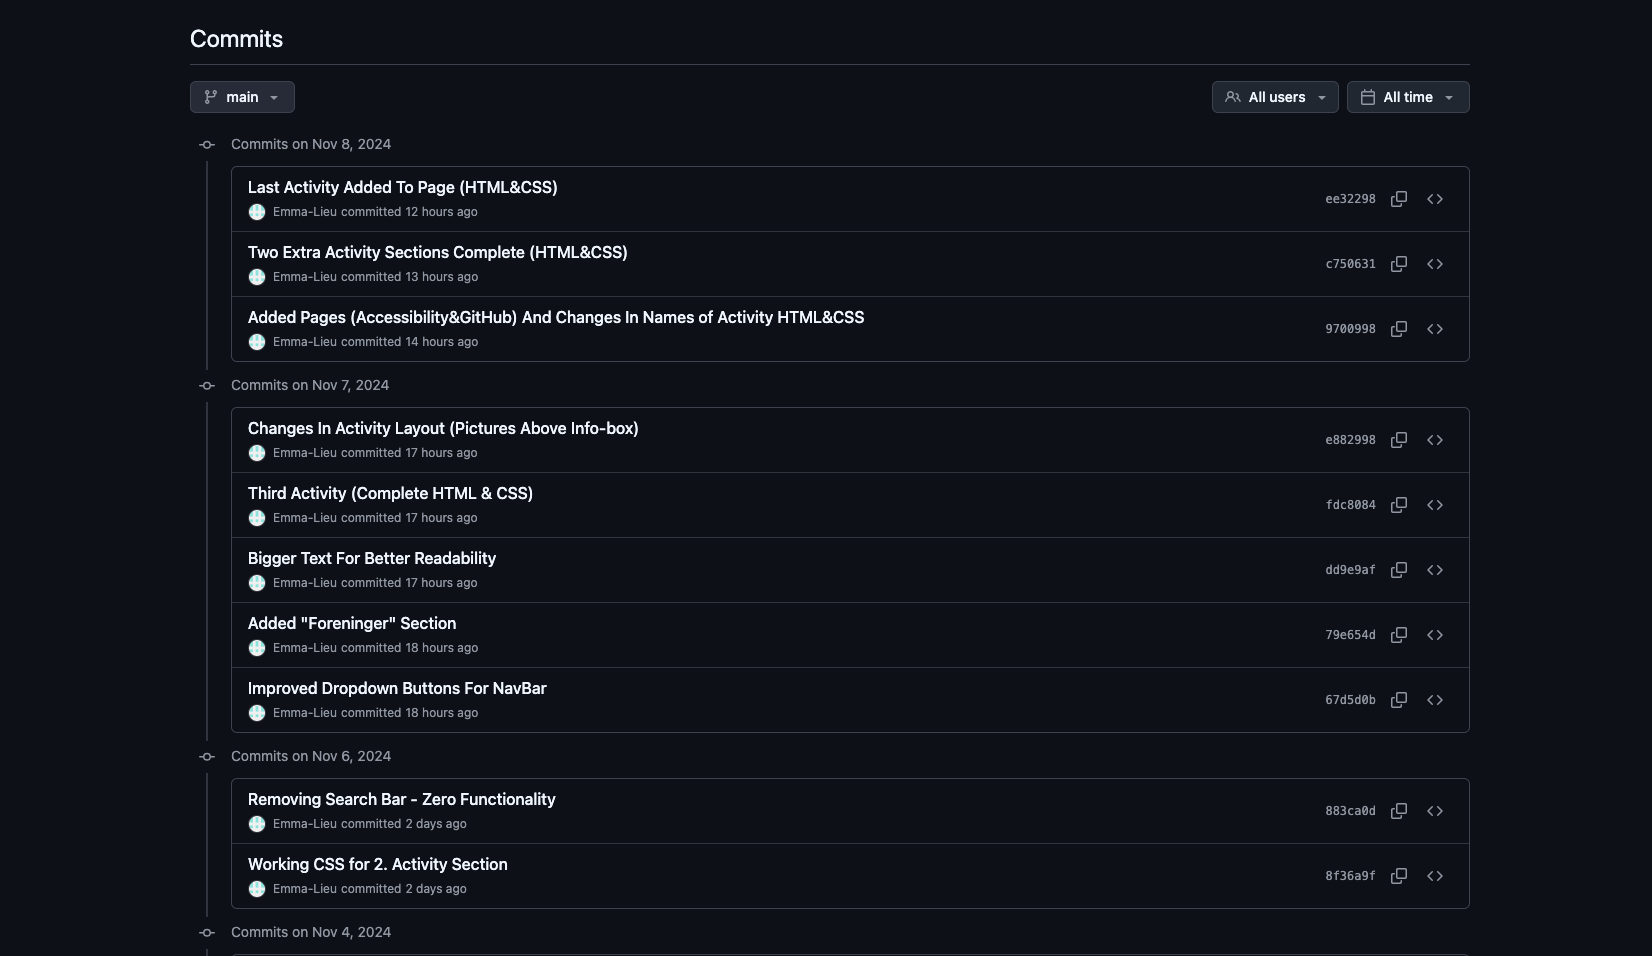 Commits
main
All users
All time
Commits on Nov 8, 2024
Last Activity Added To Page (HTML&CSS)
Emma-Lieu committed 12 hours ago
ee32298
Two Extra Activity Sections Complete (HTML&CSS)
Emma-Lieu committed 13 hours ago
c750631
Added Pages (Accessibility&GitHub) And Changes In Names of Activity HTML&CSS
Emma-Lieu committed 14 hours ago
9700998
Commits on Nov 7, 2024
Changes In Activity Layout (Pictures Above Info-box)
Emma-Lieu committed 17 hours ago
e882998
Third Activity (Complete HTML & CSS)
Emma-Lieu committed 17 hours ago
fdc8084
Bigger Text For Better Readability
Emma-Lieu committed 17 hours ago
dd9e9af
Added "Foreninger" Section
Emma-Lieu committed 18 hours ago
79e654d
Improved Dropdown Buttons For NavBar
Emma-Lieu committed 18 hours ago
67d5d0b
Commits on Nov 6, 2024
Removing Search Bar - Zero Functionality
Emma-Lieu committed 2 days ago
883ca0d
Working CSS for 2. Activity Section
Emma-Lieu committed 2 days ago
8f36a9f
Commits on Nov 4, 2024